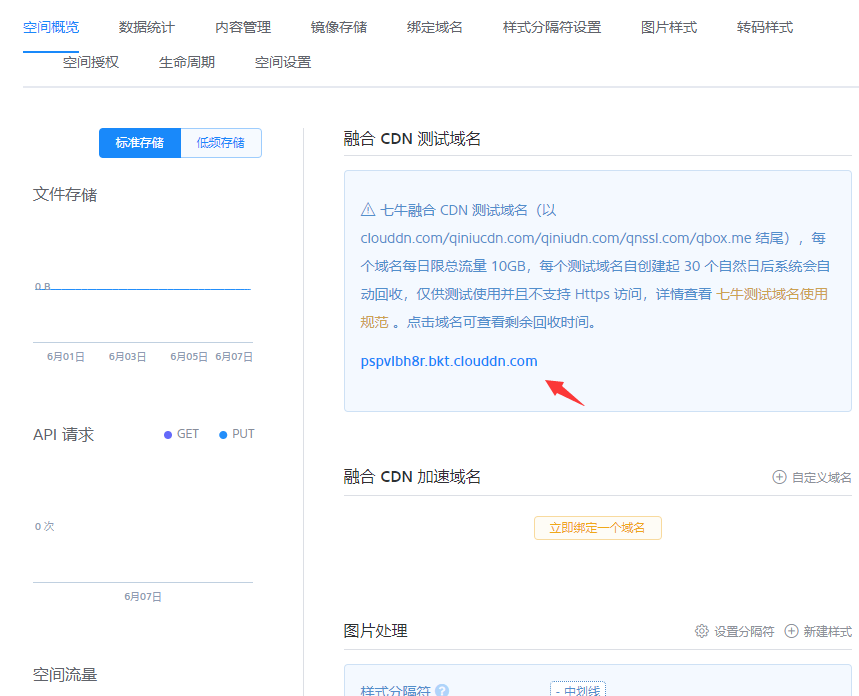 空间概览 数据统计 内容管理 镜像存储 绑定域名 样式分隔符设置 图片样式 转码样式
空间授权 生命周期 空间设置
标准存储 低频存储
文件存储
0 B
6月01日 6月03日 6月05日 6月07日
API 请求 GET PUT
0 次
6月07日
空间流量
融合 CDN 测试域名
七牛融合 CDN 测试域名（以
clouddn.com/qiniucdn.com/qiniudn.com/qnssl.com/qbox.me 结尾），每
个域名每日限总流量 10GB，每个测试域名自创建起 30 个自然日后系统会自
动回收，仅供测试使用并且不支持 Https 访问，详情查看 七牛测试域名使用
规范 。点击域名可查看剩余回收时间。
pspvlbh8r.bkt.clouddn.com
融合 CDN 加速域名 自定义域名
立即绑定一个域名
图片处理 设置分隔符 新建样式
样式分隔符 ? - 中划线